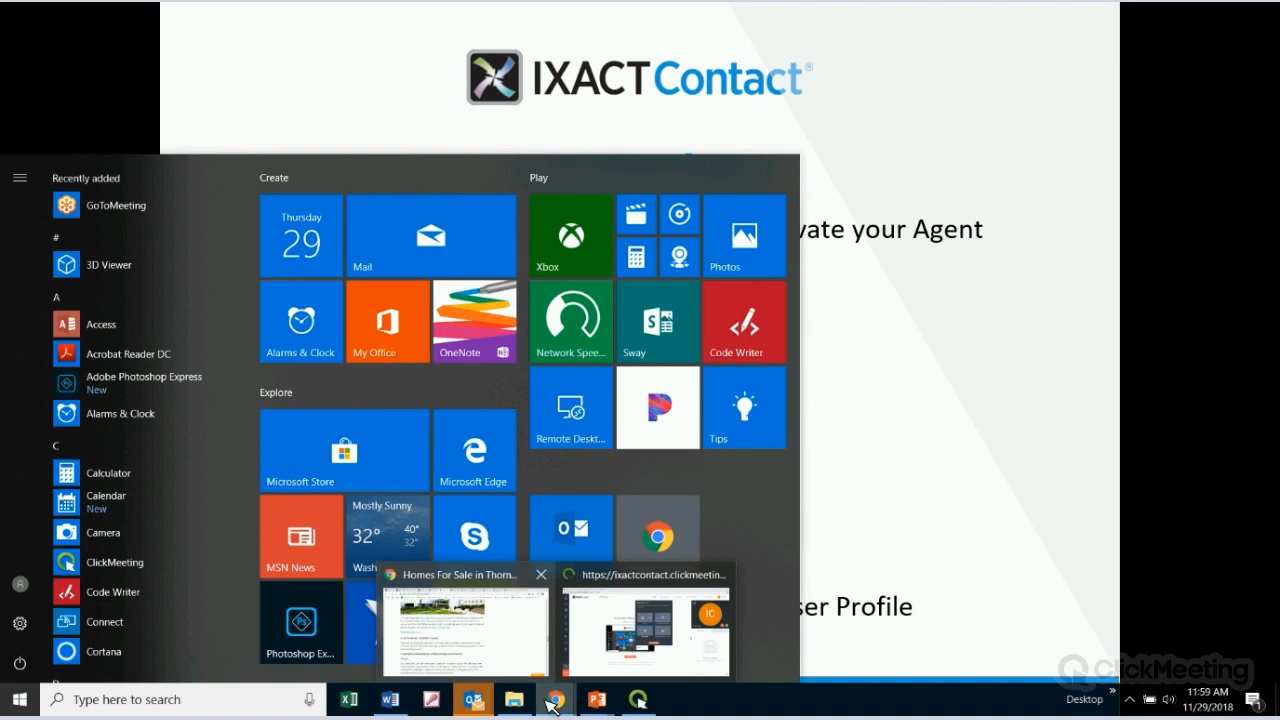 IXACTContact®
vate your Agent
ser Profile
Recently added
GoToMeeting
#
3D Viewer
A
Access
Acrobat Reader DC
Adobe Photoshop Express
New
Alarms & Clock
C
Calculator
Calendar
New
Camera
ClickMeeting
Code Writer
Connect
Cortana
Create
Thursday
29
Mail
Alarms & Clock
My Office
OneNote
Explore
Microsoft Store
Microsoft Edge
MSN News
Mostly Sunny
32° 40°
32°
Wash
Photoshop Ex...
Play
Xbox
Photos
Network Spee...
Sway
Code Writer
Remote Deskt...
Tips
Homes For Sale in Thorn...
https://ixactcontact.clickmeetin...
IC
ClickMeeting
Type here to search
Desktop
11:59 AM
11/29/2018
1